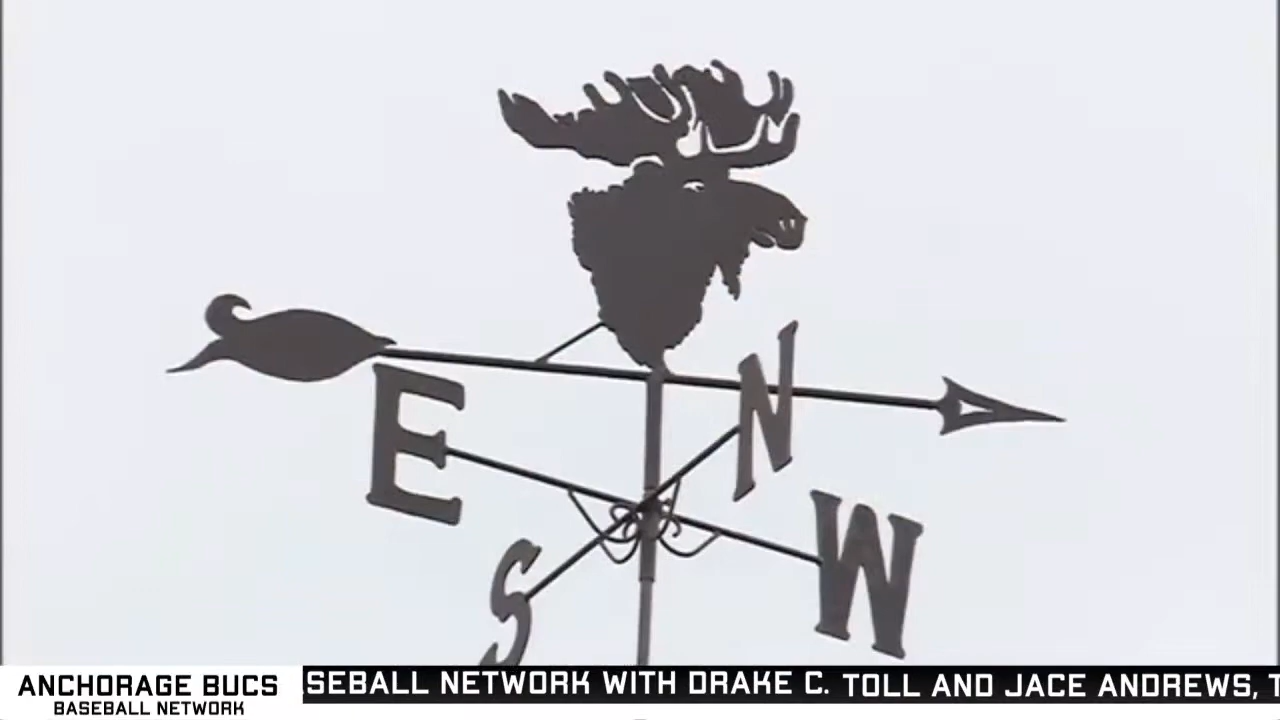 N
E
W
S
ANCHORAGE BUCS
BASEBALL NETWORK
SEBALL NETWORK WITH DRAKE C. TOLL AND JACE ANDREWS, T